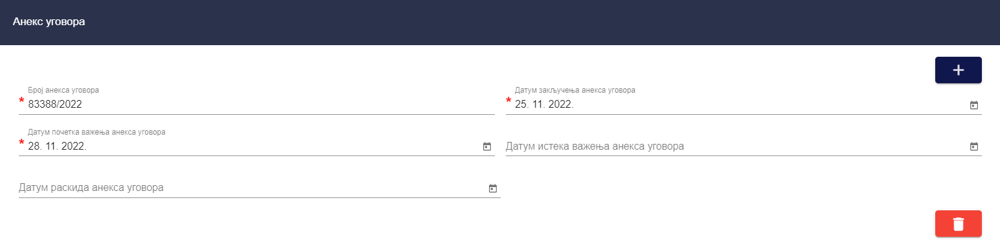 Анекс уговора
Број анекса уговора
* 83388/2022
Датум закључења анекса уговора
* 25. 11. 2022.
Датум почетка важења анекса уговора
* 28. 11. 2022.
Датум истека важења анекса уговора
Датум раскида анекса уговора